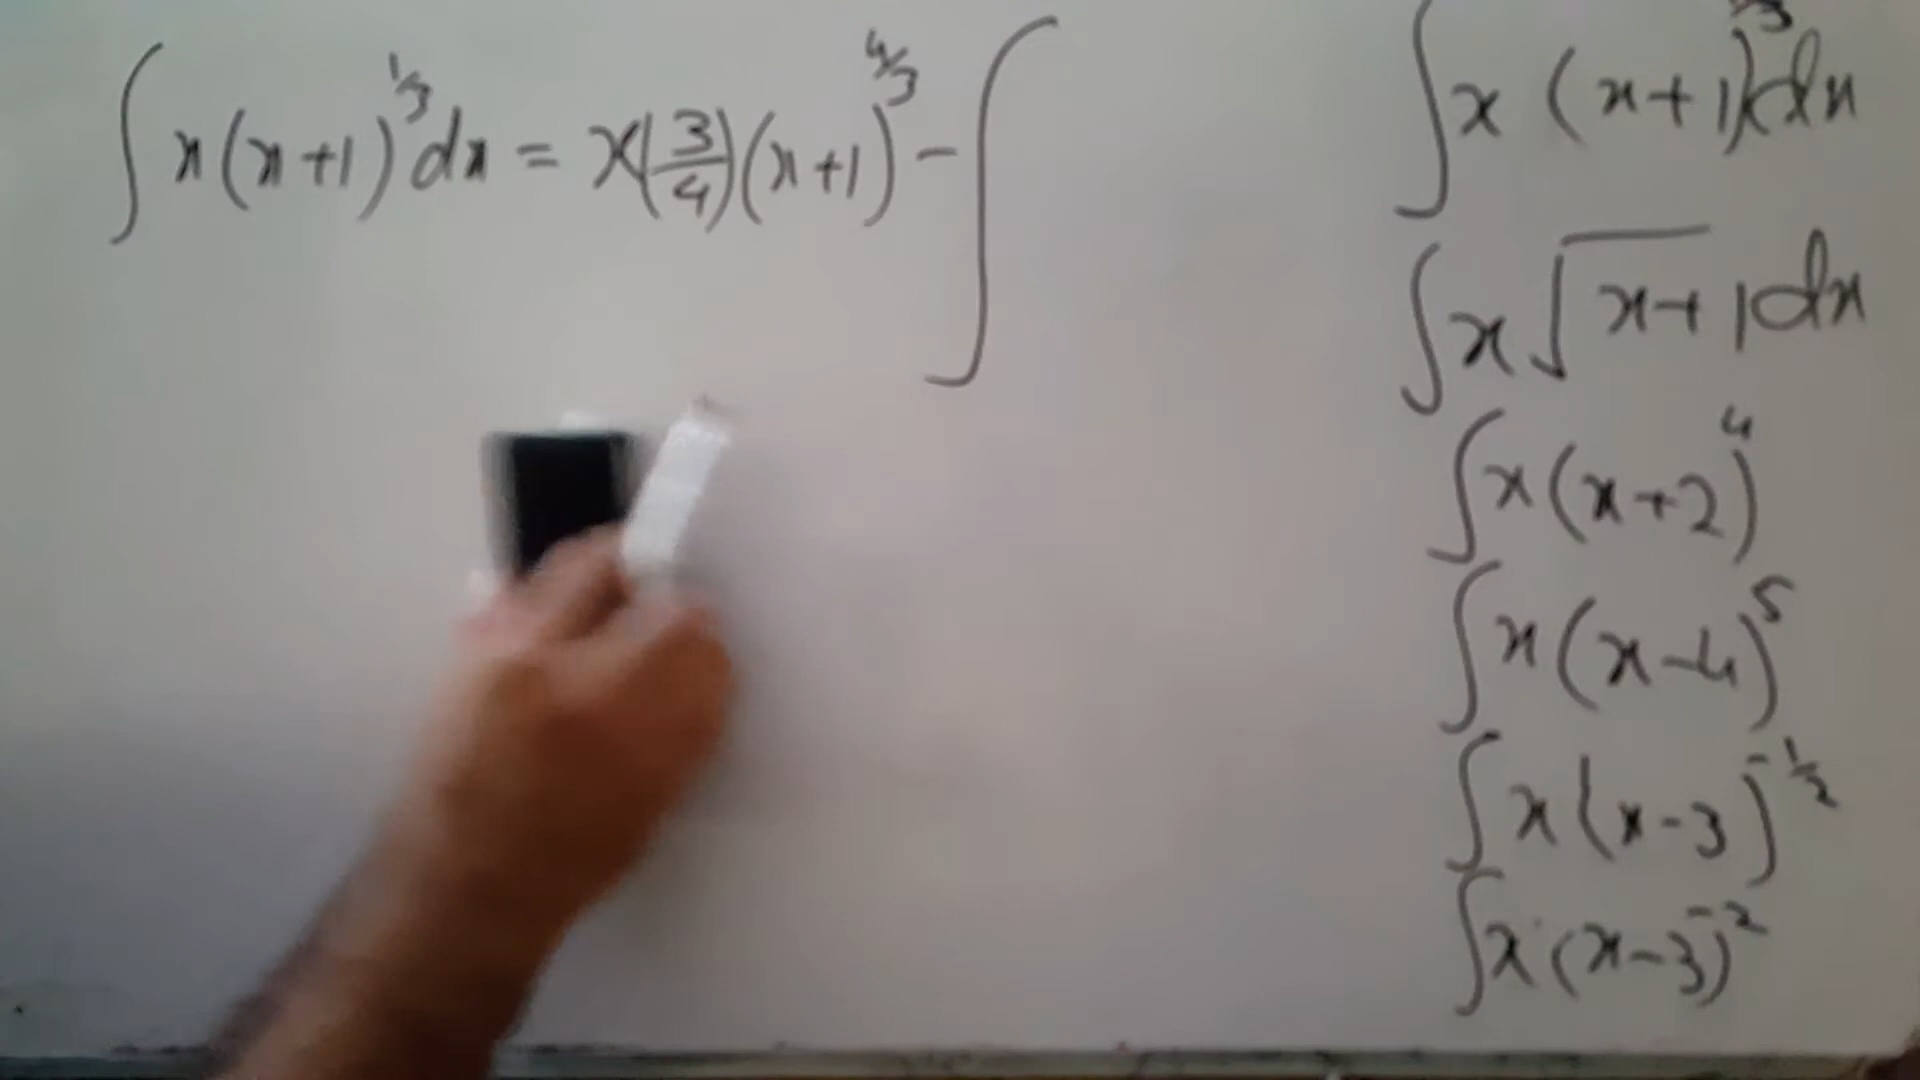 ∫ x(x+1)^{1/3} dx = x(3/4)(x+1)^{4/3} - ∫
∫ x (x+1)^{1/3} dx
∫ x √x+1 dx
∫ x(x+2)^4
∫ x(x-4)^5
∫ x(x-3)^{-1/2}
∫ x(x-3)^{-2}